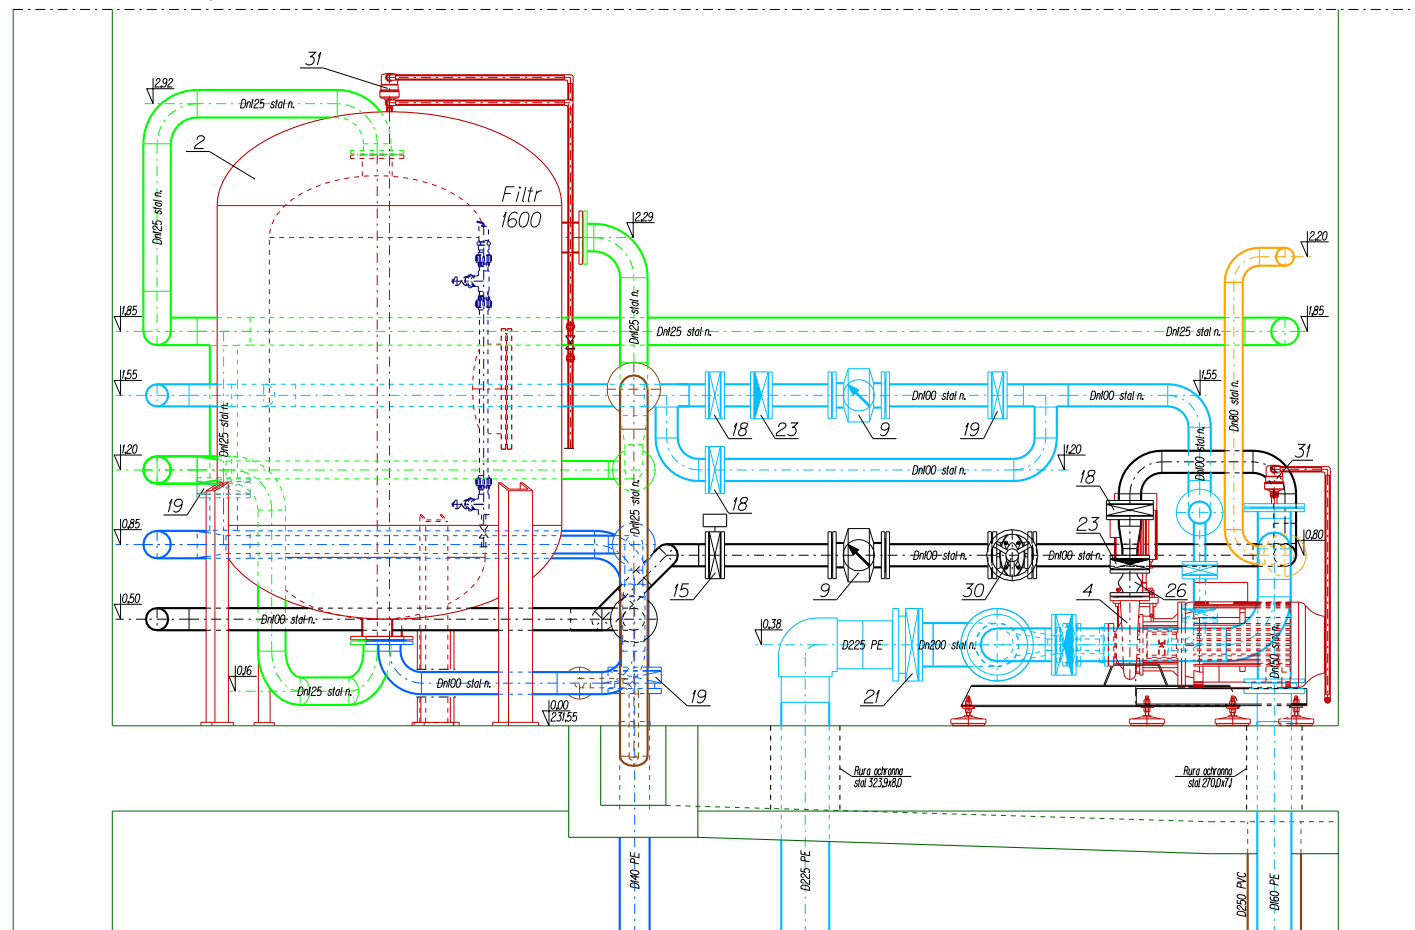 31
2,92
Dn125 stal n.
2
Filtr
1600
Dn125 stal n.
2,29
2,20
1,85
Dn125 stal n.
Dn125 stal n.
Dn125 stal n.
1,85
1,55
Dn100 stal n.
Dn100 stal n.
1,55
Dn80 stal n.
18
23
9
19
Dn125 stal n.
1,20
Dn100 stal n.
1,20
Dn100 stal n.
31
19
18
18
Dn125 stal n.
0,85
23
0,80
Dn100 stal n.
Dn100 stal n.
15
9
30
4
26
0,50
Dn100 stal n.
0,38
D225 PE
Dn200 stal n.
Dn150 stal n.
0,16
Dn125 stal n.
Dn100 stal n.
19
21
0,00
231,55
Rura ochronna
stal 323,9x8,0
Rura ochronna
stal 270,0x7,1
D140 PE
D225 PE
D250 PVC
D160 PE